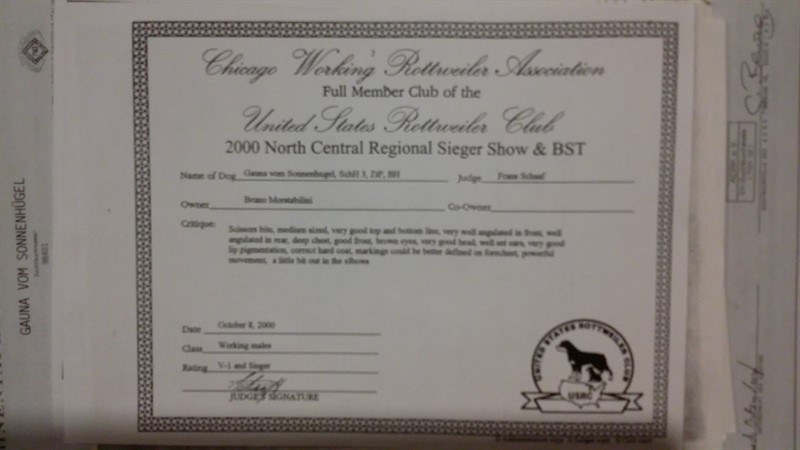 Chicago Working Rottweiler Association
Full Member Club of the
United States Rottweiler Club
2000 North Central Regional Sieger Show & BST
Name of Dog Gauna vom Sonnenhugel, SchH 3, ZtP, BH Judge Franz Scharf
Owner Bruno Morstabilini Co-Owner
Critique: Scissors bite, medium sized, very good top and bottom line, very well angulated in front, well
angulated in rear, deep chest, good front, brown eyes, very good head, well set ears, very good
lip pigmentation, correct hard coat, markings could be better defined on forechest, powerful
movement, a little bit out in the elbows
Date October 8, 2000
Class Working males
Rating V-1 and Sieger
JUDGE'S SIGNATURE
UNITED STATES ROTTWEILER CLUB
USRC
GAUNA VOM SONNENHÜGEL